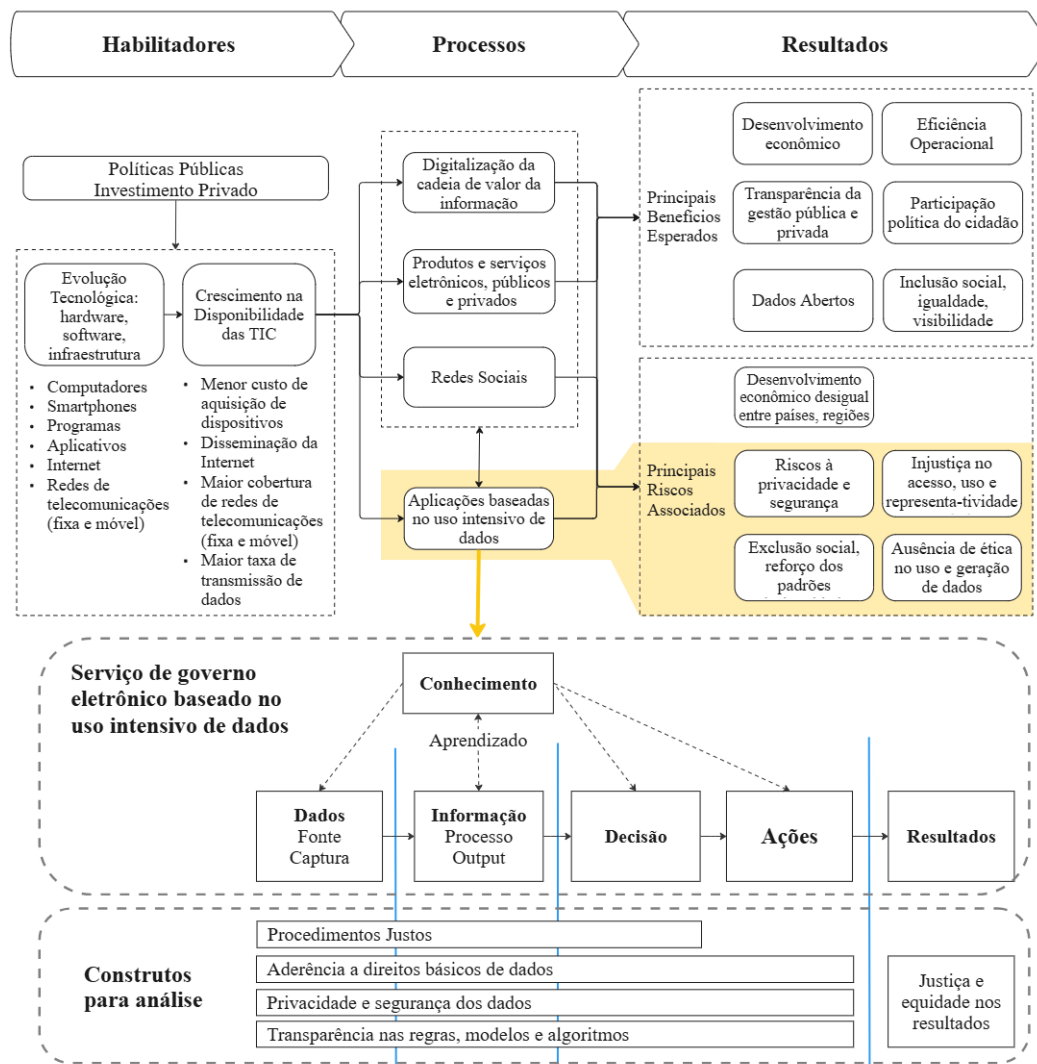 Habilitadores
Processos
Resultados
Políticas Públicas
Investimento Privado
Evolução
Tecnológica:
hardware,
software,
infraestrutura
Crescimento na
Disponibilidade
das TIC
• Computadores
• Smartphones
• Programas
• Aplicativos
• Internet
• Redes de
telecomunicações
(fixa e móvel)
• Menor custo de
aquisição de
dispositivos
• Disseminação da
Internet
• Maior cobertura
de redes de
telecomunicações
(fixa e móvel)
• Maior taxa de
transmissão de
dados
Digitalização da
cadeia de valor da
informação
Produtos e serviços
eletrônicos, públicos
e privados
Redes Sociais
Aplicações baseadas
no uso intensivo de
dados
Principais
Benefícios
Esperados
Desenvolvimento
econômico
Eficiência
Operacional
Transparência da
gestão pública e
privada
Participação
política do cidadão
Dados Abertos
Inclusão social,
igualdade,
visibilidade
Principais
Riscos
Associados
Desenvolvimento
econômico desigual
entre países, regiões
Riscos à
privacidade e
segurança
Injustiça no
acesso, uso e
representa-tividade
Exclusão social,
reforço dos
padrões
Ausência de ética
no uso e geração
de dados
Serviço de governo
eletrônico baseado no
uso intensivo de dados
Conhecimento
Aprendizado
Dados
Fonte
Captura
Informação
Processo
Output
Decisão
Ações
Resultados
Construtos
para análise
Procedimentos Justos
Aderência a direitos básicos de dados
Privacidade e segurança dos dados
Transparência nas regras, modelos e algoritmos
Justiça e
equidade nos
resultados